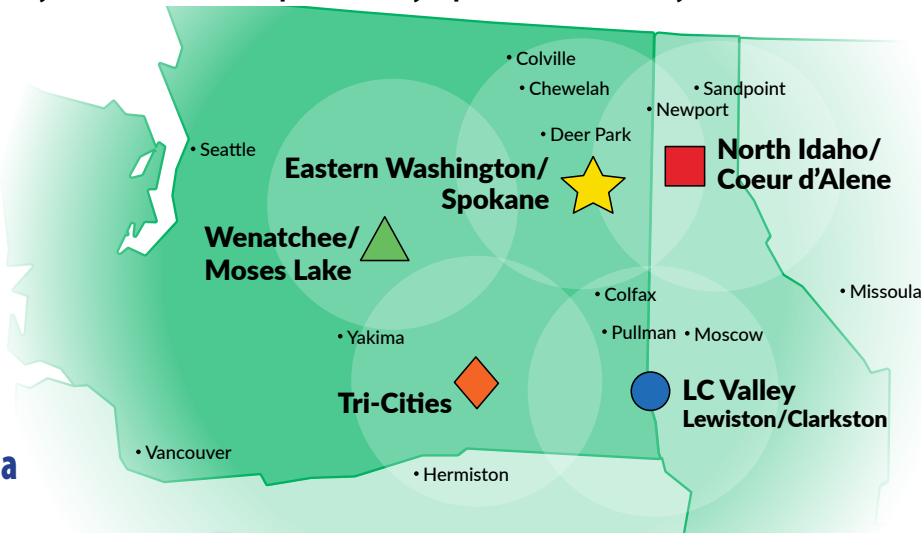 Colville
Chewelah
Sandpoint
Newport
Deer Park
Seattle
North Idaho/
Coeur d'Alene
Eastern Washington/
Spokane
Wenatchee/
Moses Lake
Colfax
Missoula
Pullman
Moscow
Yakima
LC Valley
Lewiston/Clarkston
Tri-Cities
Vancouver
a
Hermiston